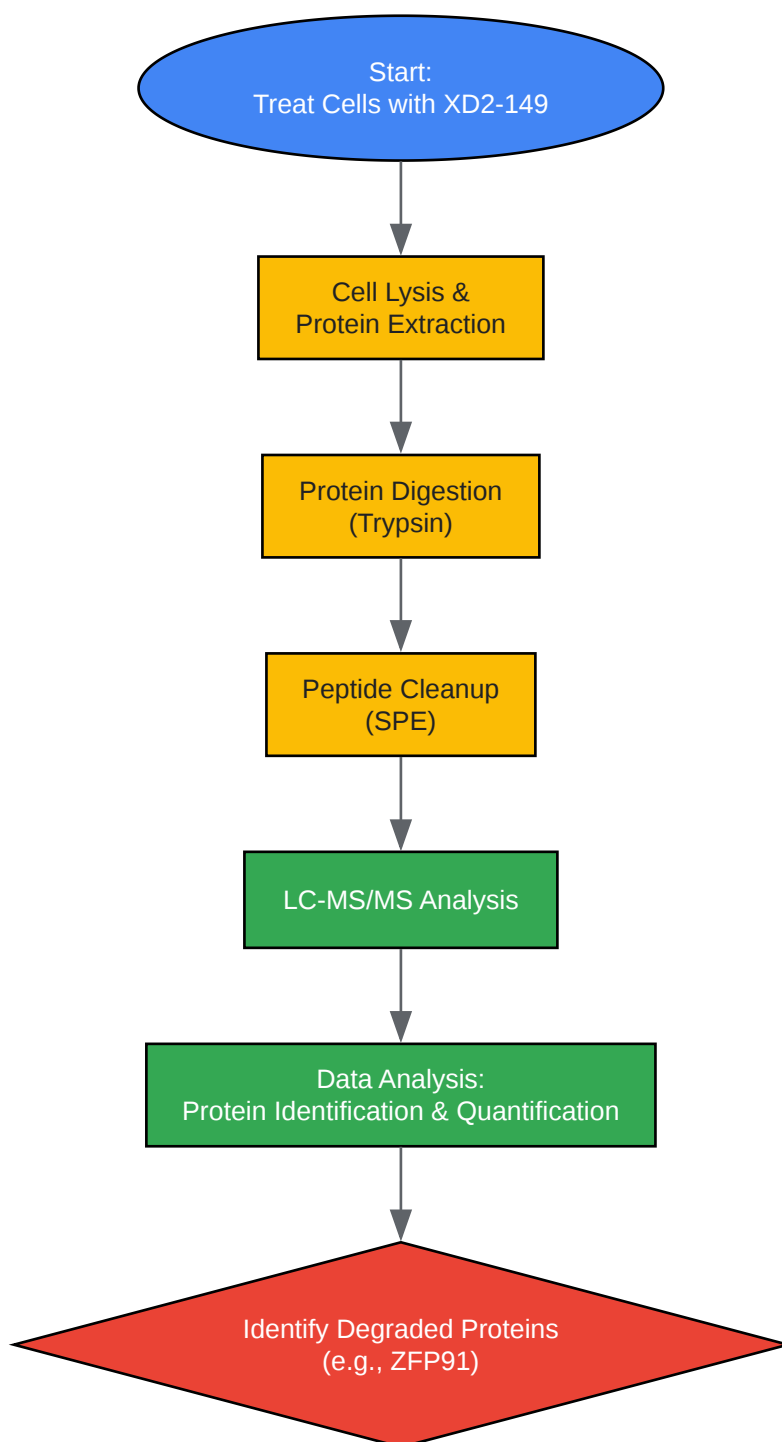 Start:
Treat Cells with XD2-149
Cell Lysis &
Protein Extraction
Protein Digestion
(Trypsin)
Peptide Cleanup
(SPE)
LC-MS/MS Analysis
Data Analysis:
Protein Identification & Quantification
Identify Degraded Proteins
(e.g., ZFP91)